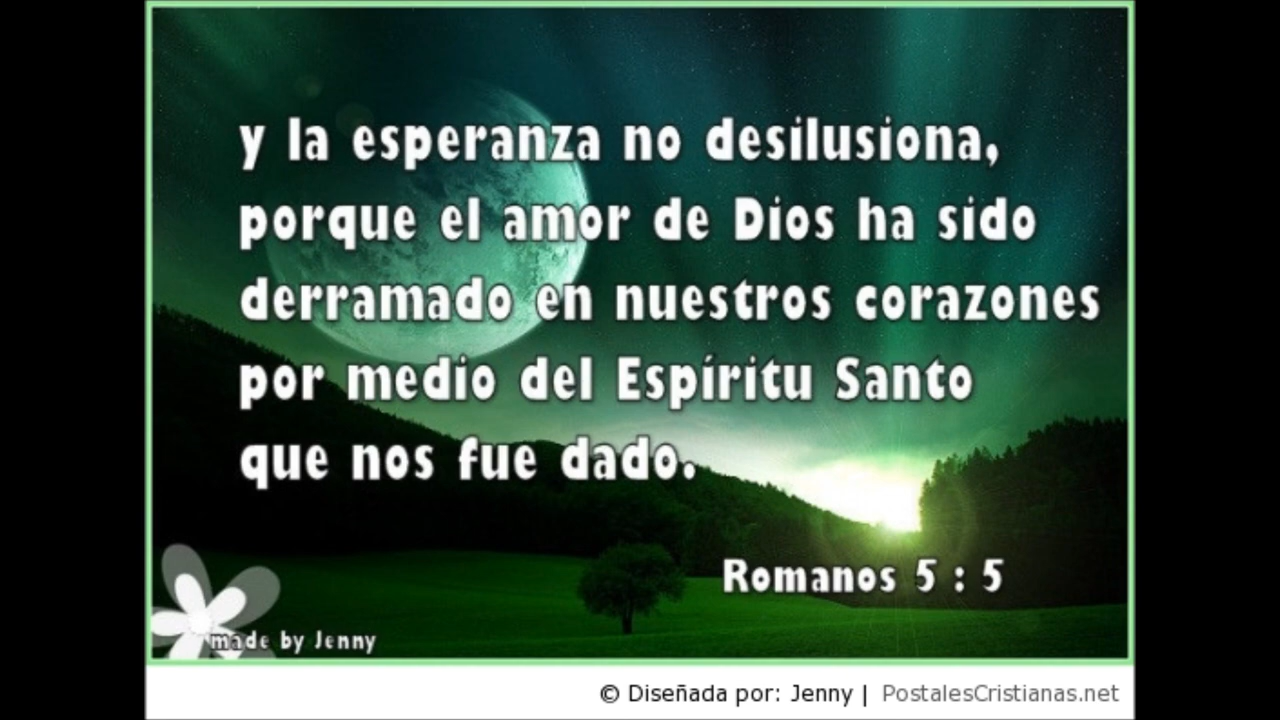 y la esperanza no desilusiona,
porque el amor de Dios ha sido
derramado en nuestros corazones
por medio del Espíritu Santo
que nos fue dado.
Romanos 5 : 5
made by Jenny
© Diseñada por: Jenny | PostalesCristianas.net